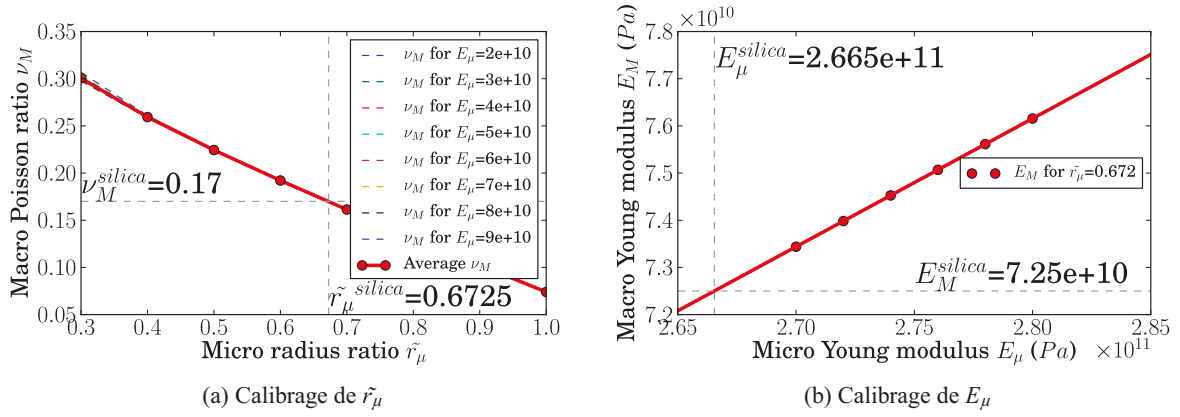 0.35
0.30
0.25
0.20
0.15
0.10
0.05
0.3 0.4 0.5 0.6 0.7 0.8 0.9 1.0
Macro Poisson ratio ν_M
Micro radius ratio r̃_μ
ν_M^silica=0.17
r̃_μ^silica=0.6725
ν_M for E_μ=2e+10
ν_M for E_μ=3e+10
ν_M for E_μ=4e+10
ν_M for E_μ=5e+10
ν_M for E_μ=6e+10
ν_M for E_μ=7e+10
ν_M for E_μ=8e+10
ν_M for E_μ=9e+10
Average ν_M
(a) Calibrage de r̃_μ
×10^10
7.8
7.7
7.6
7.5
7.4
7.3
7.2
2.65 2.70 2.75 2.80 2.85
×10^11
Macro Young modulus E_M (Pa)
Micro Young modulus E_μ (Pa)
E_μ^silica=2.665e+11
E_M for r̃_μ=0.672
E_M^silica=7.25e+10
(b) Calibrage de E_μ